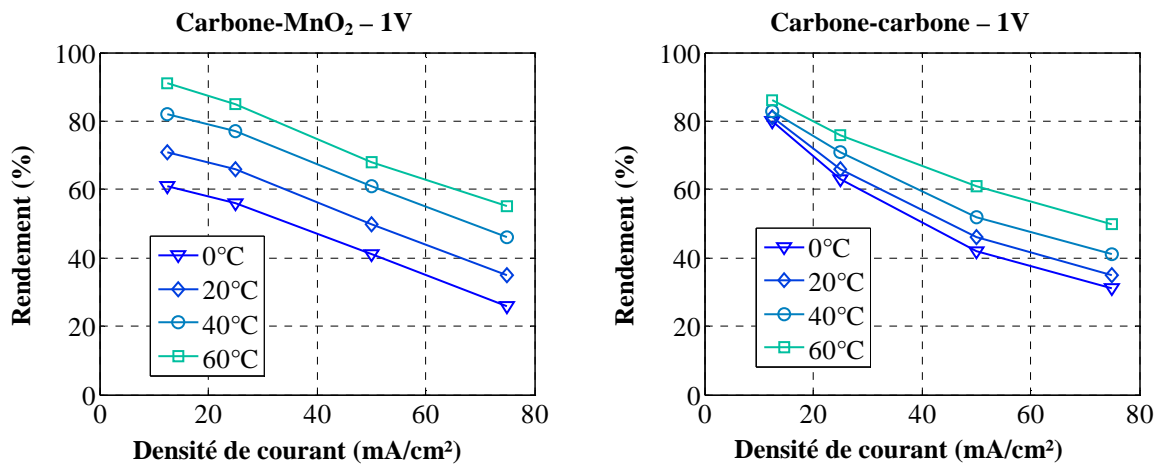 Carbone-MnO₂ – 1V
100
80
60
40
20
0
Rendement (%)
0°C
20°C
40°C
60°C
0 20 40 60 80
Densité de courant (mA/cm²)
Carbone-carbone – 1V
100
80
60
40
20
0
Rendement (%)
0°C
20°C
40°C
60°C
0 20 40 60 80
Densité de courant (mA/cm²)